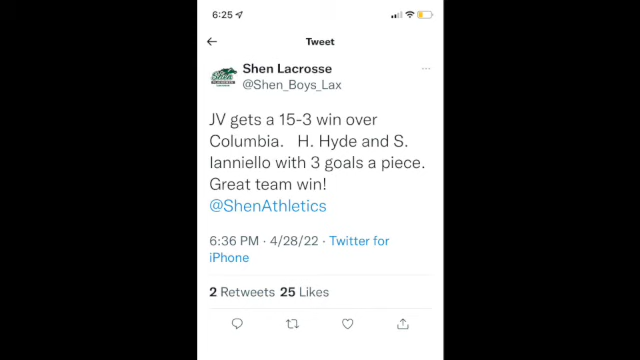 6:25
Tweet
Shen Lacrosse
@Shen_Boys_Lax
Shen
JV gets a 15-3 win over
Columbia. H. Hyde and S.
Ianniello with 3 goals a piece.
Great team win!
@ShenAthletics
6:36 PM · 4/28/22 · Twitter for
iPhone
2 Retweets 25 Likes